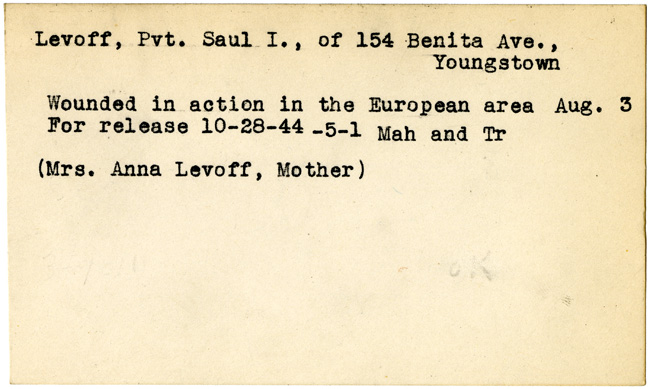 Levoff, Pvt. Saul I., of 154 Benita Ave.,
Youngstown
Wounded in action in the European area Aug. 3
For release 10-28-44 -5-1 Mah and Tr
(Mrs. Anna Levoff, Mother)
OK